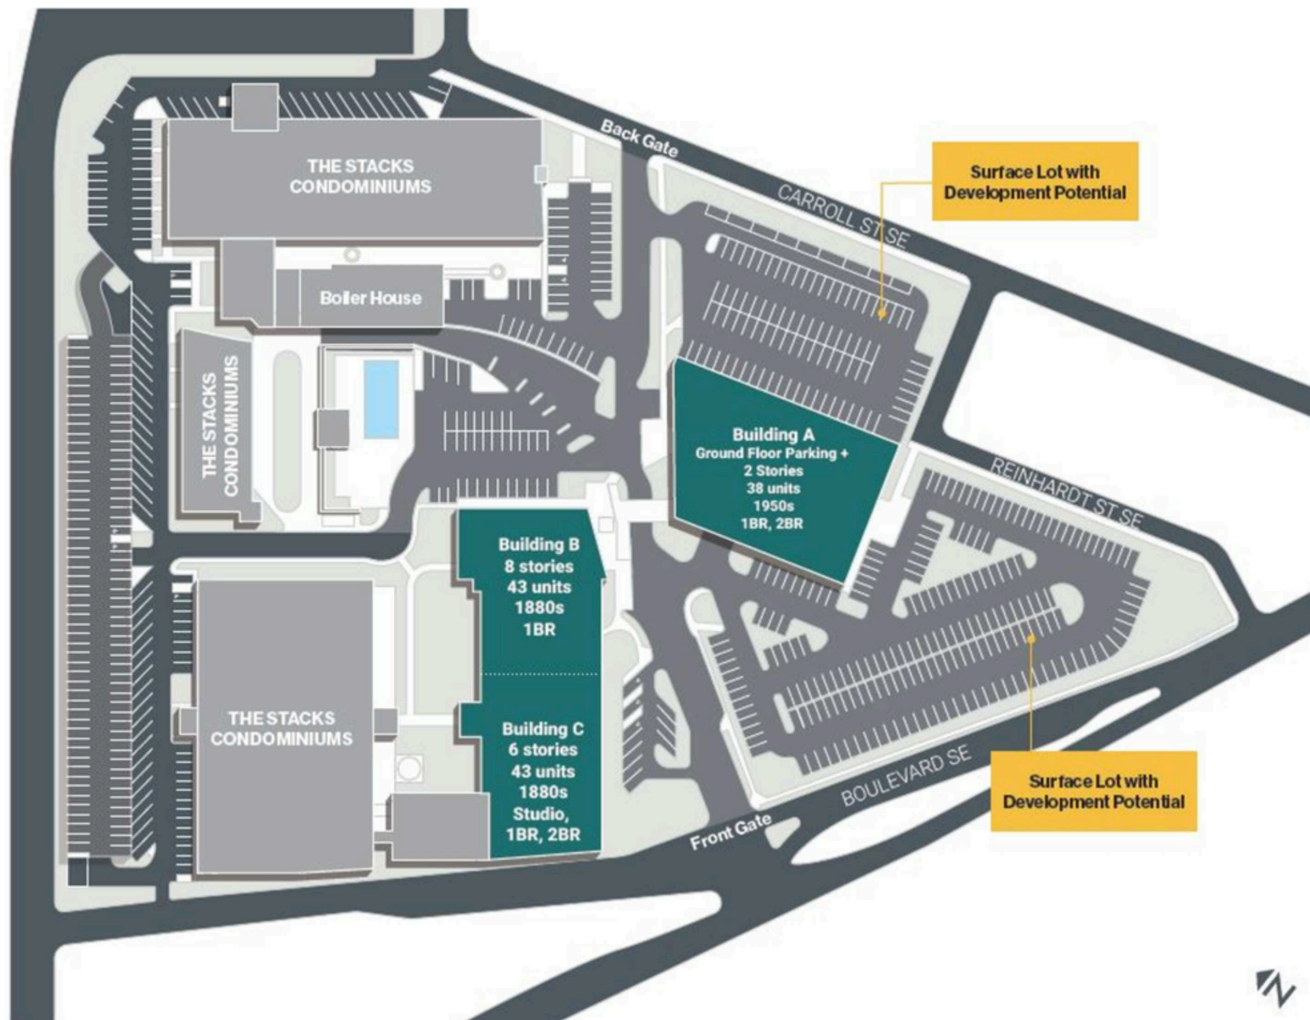 Back Gate
CARROLL ST SE
Surface Lot with
Development Potential
THE STACKS
CONDOMINIUMS
Boiler House
THE STACKS
CONDOMINIUMS
Building A
Ground Floor Parking +
2 Stories
38 units
1950s
1BR, 2BR
REINHARDT ST SE
Building B
8 stories
43 units
1880s
1BR
THE STACKS
CONDOMINIUMS
Building C
6 stories
43 units
1880s
Studio,
1BR, 2BR
Front Gate
BOULEVARD SE
Surface Lot with
Development Potential
N